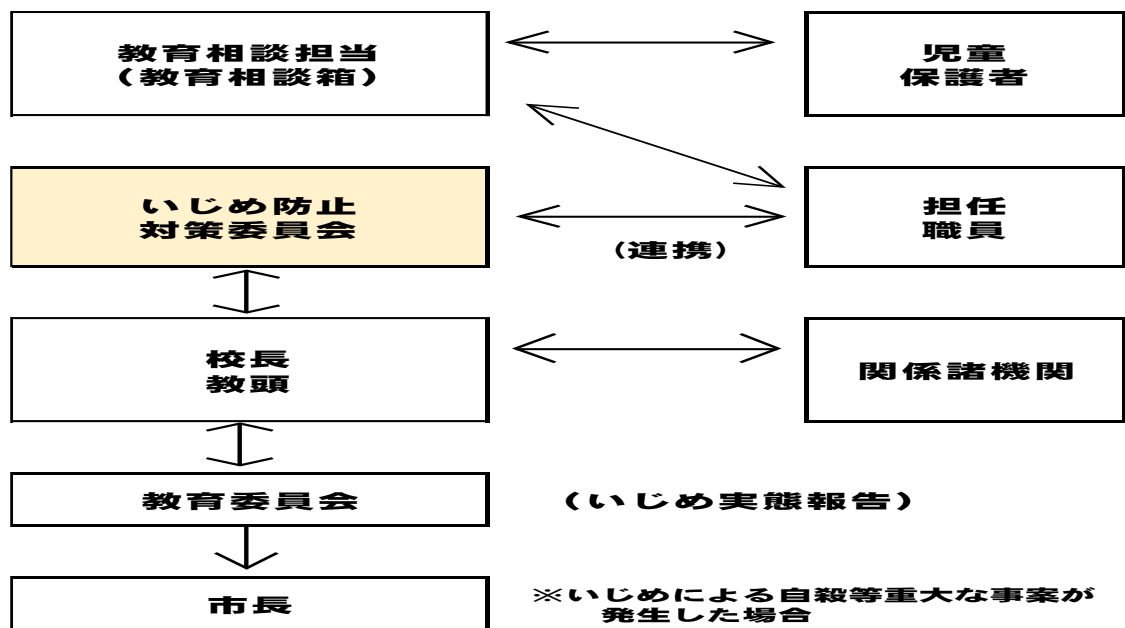 教育相談担当
（教育相談箱）
児童
保護者
いじめ防止
対策委員会
（連携）
担任
職員
校長
教頭
関係諸機関
教育委員会
（いじめ実態報告）
市長
※いじめによる自殺等重大な事案が
発生した場合